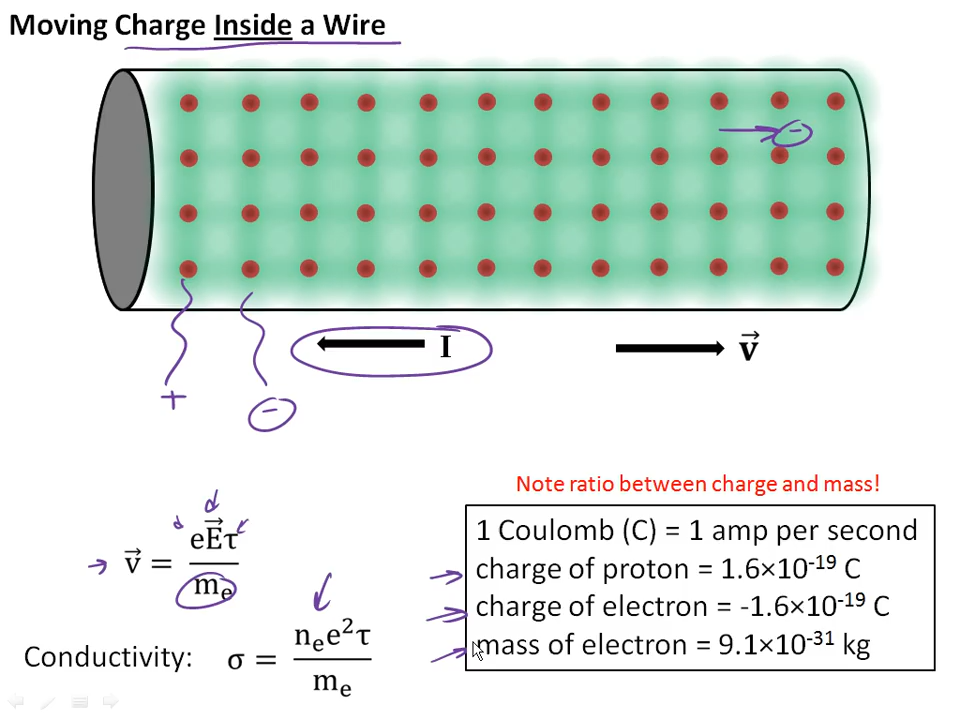 Moving Charge Inside a Wire
−
I
v⃗
+
−
Note ratio between charge and mass!
1 Coulomb (C) = 1 amp per second
charge of proton = 1.6×10⁻¹⁹ C
charge of electron = -1.6×10⁻¹⁹ C
mass of electron = 9.1×10⁻³¹ kg
v⃗ = eE⃗τ / mₑ
Conductivity: σ = nₑe²τ / mₑ